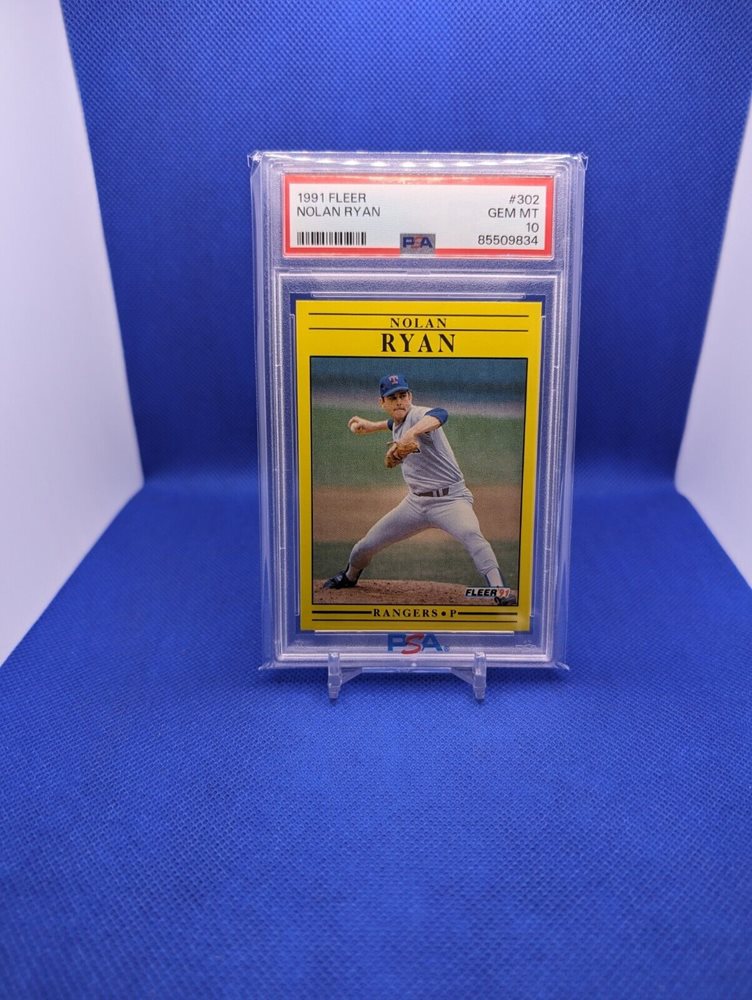 1991 FLEER #302
NOLAN RYAN GEM MT
10
PSA 85509834
NOLAN
RYAN
T
FLEER '91
RANGERS • P
PSA®